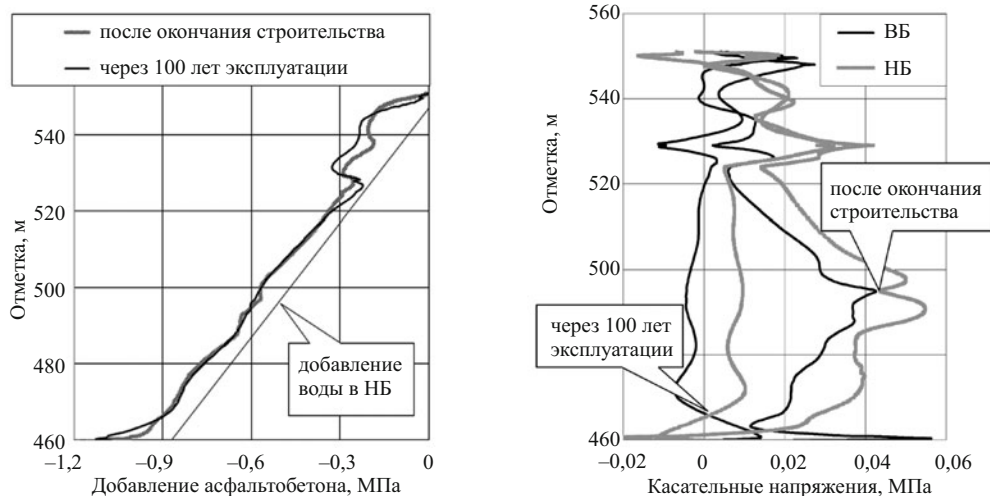 после окончания строительства
через 100 лет эксплуатации
Отметка, м
540
520
500
480
460
добавление
воды в НБ
–1,2
–0,9
–0,6
–0,3
0
Добавление асфальтобетона, МПа
560
ВБ
НБ
Отметка, м
540
520
500
460
после окончания
строительства
через 100 лет
эксплуатации
–0,02
0
0,02
0,04
0,06
Касательные напряжения, МПа